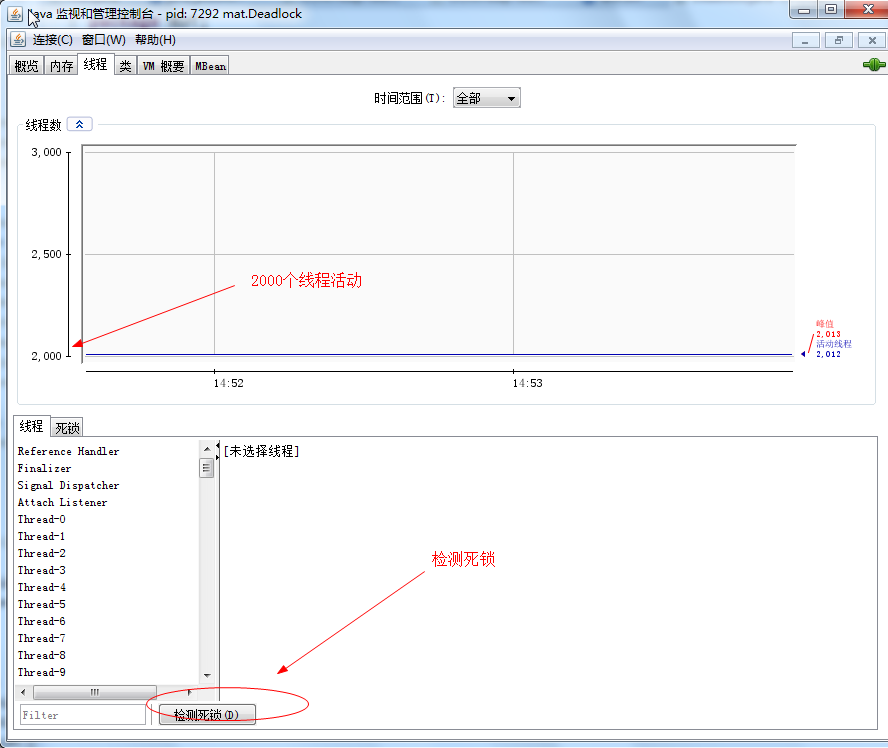 Java 监视和管理控制台 - pid: 7292 mat.Deadlock
连接(C) 窗口(W) 帮助(H)
概览 内存 线程 类 VM 概要 MBean
时间范围(T): 全部
线程数
3,000
2,500
2000个线程活动
峰值
2,013
活动线程
2,000
2,012
14:52 14:53
线程 死锁
Reference Handler
[未选择线程]
Finalizer
Signal Dispatcher
Attach Listener
Thread-0
Thread-1
Thread-2
检测死锁
Thread-3
Thread-4
Thread-5
Thread-6
Thread-7
Thread-8
Thread-9
Filter 检测死锁(D)